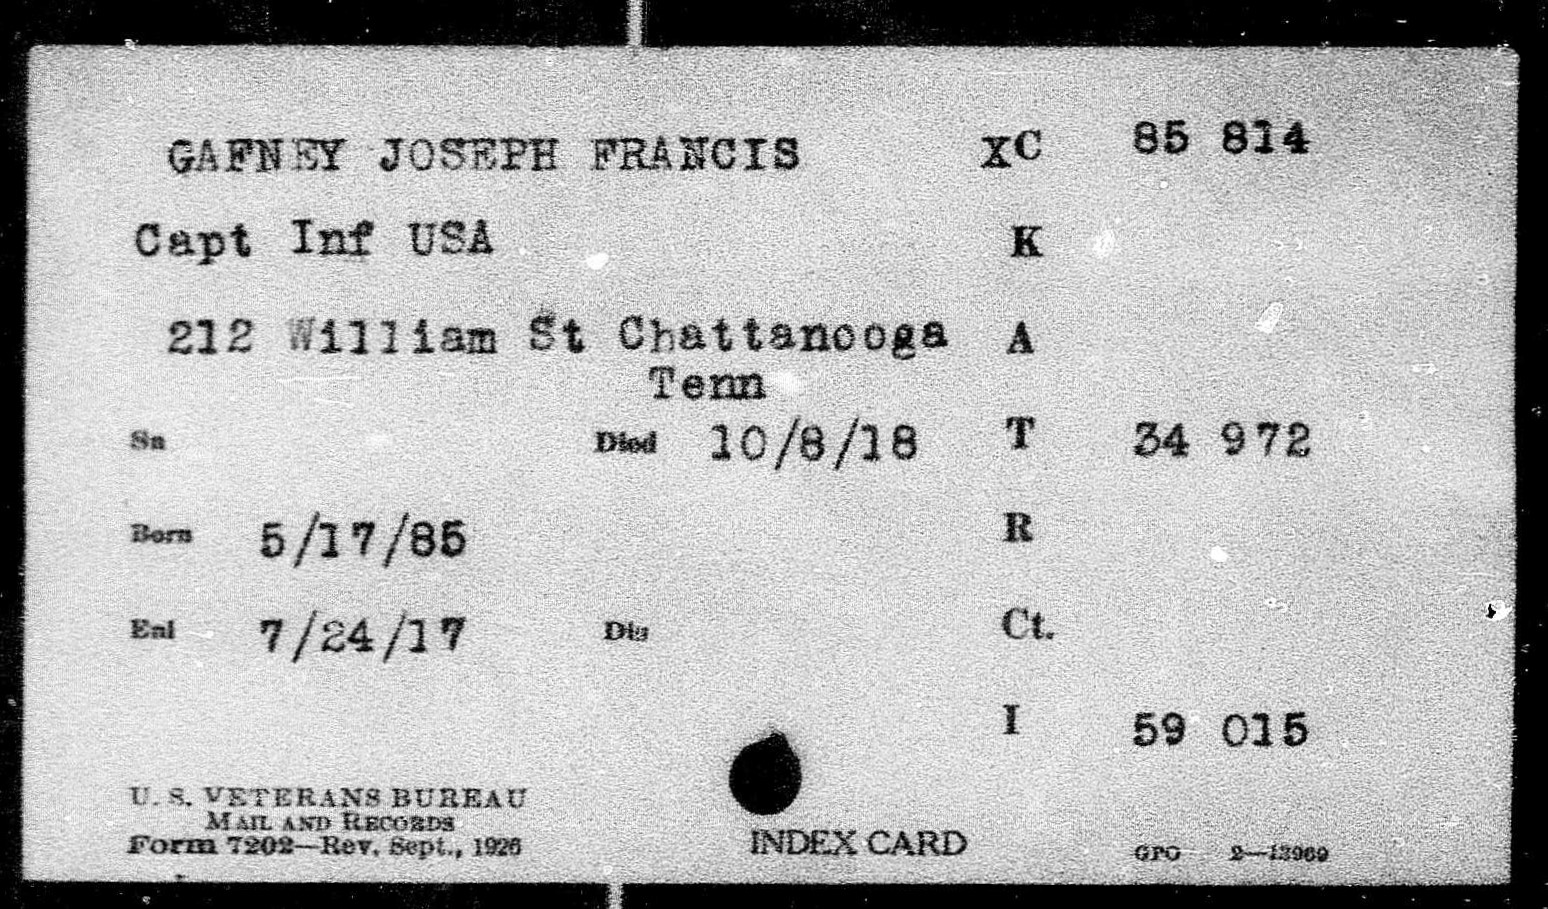 GAFNEY JOSEPH FRANCIS XC 85 814
Capt Inf USA K
212 William St Chattanooga A
Tenn
Sn Died 10/8/18 T 34 972
Born 5/17/85 R
Enl 7/24/17 Dis Ct.
I 59 015
U. S. VETERANS BUREAU
MAIL AND RECORDS
Form 7202—Rev. Sept., 1926
INDEX CARD
GPO 2—13969